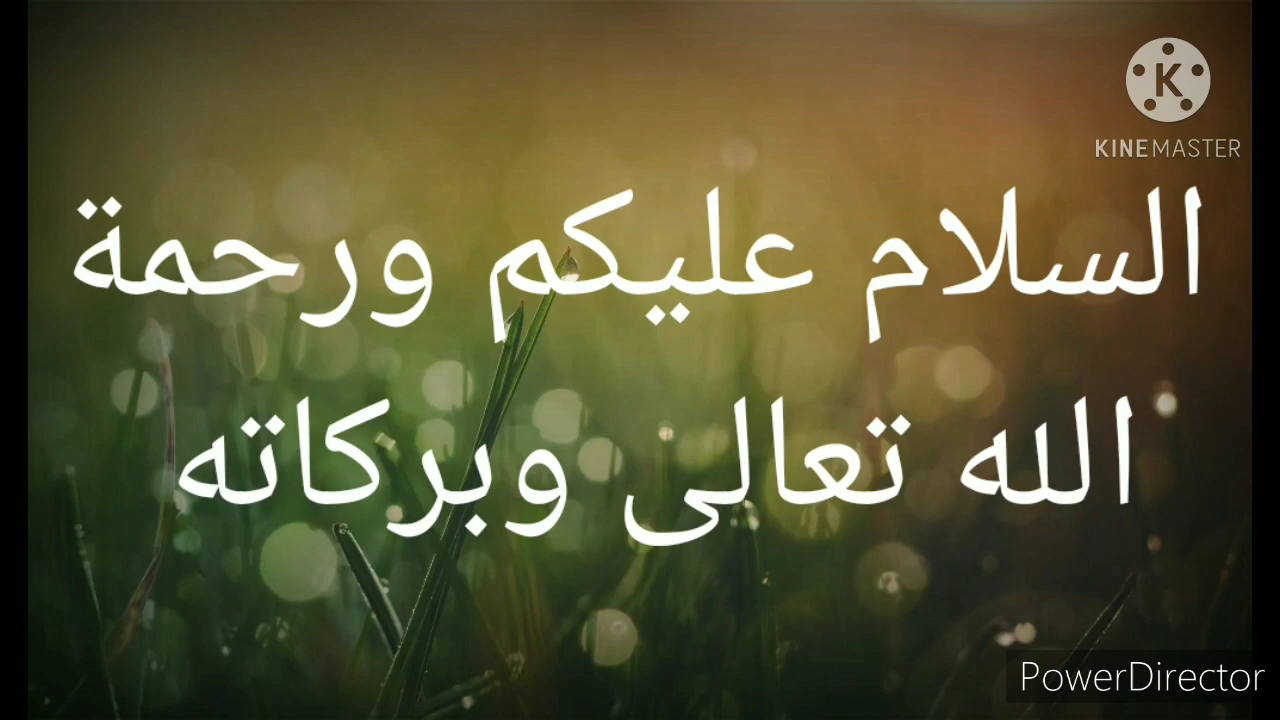 KINEMASTER
السلام عليكم ورحمة
الله تعالى وبركاته
PowerDirector